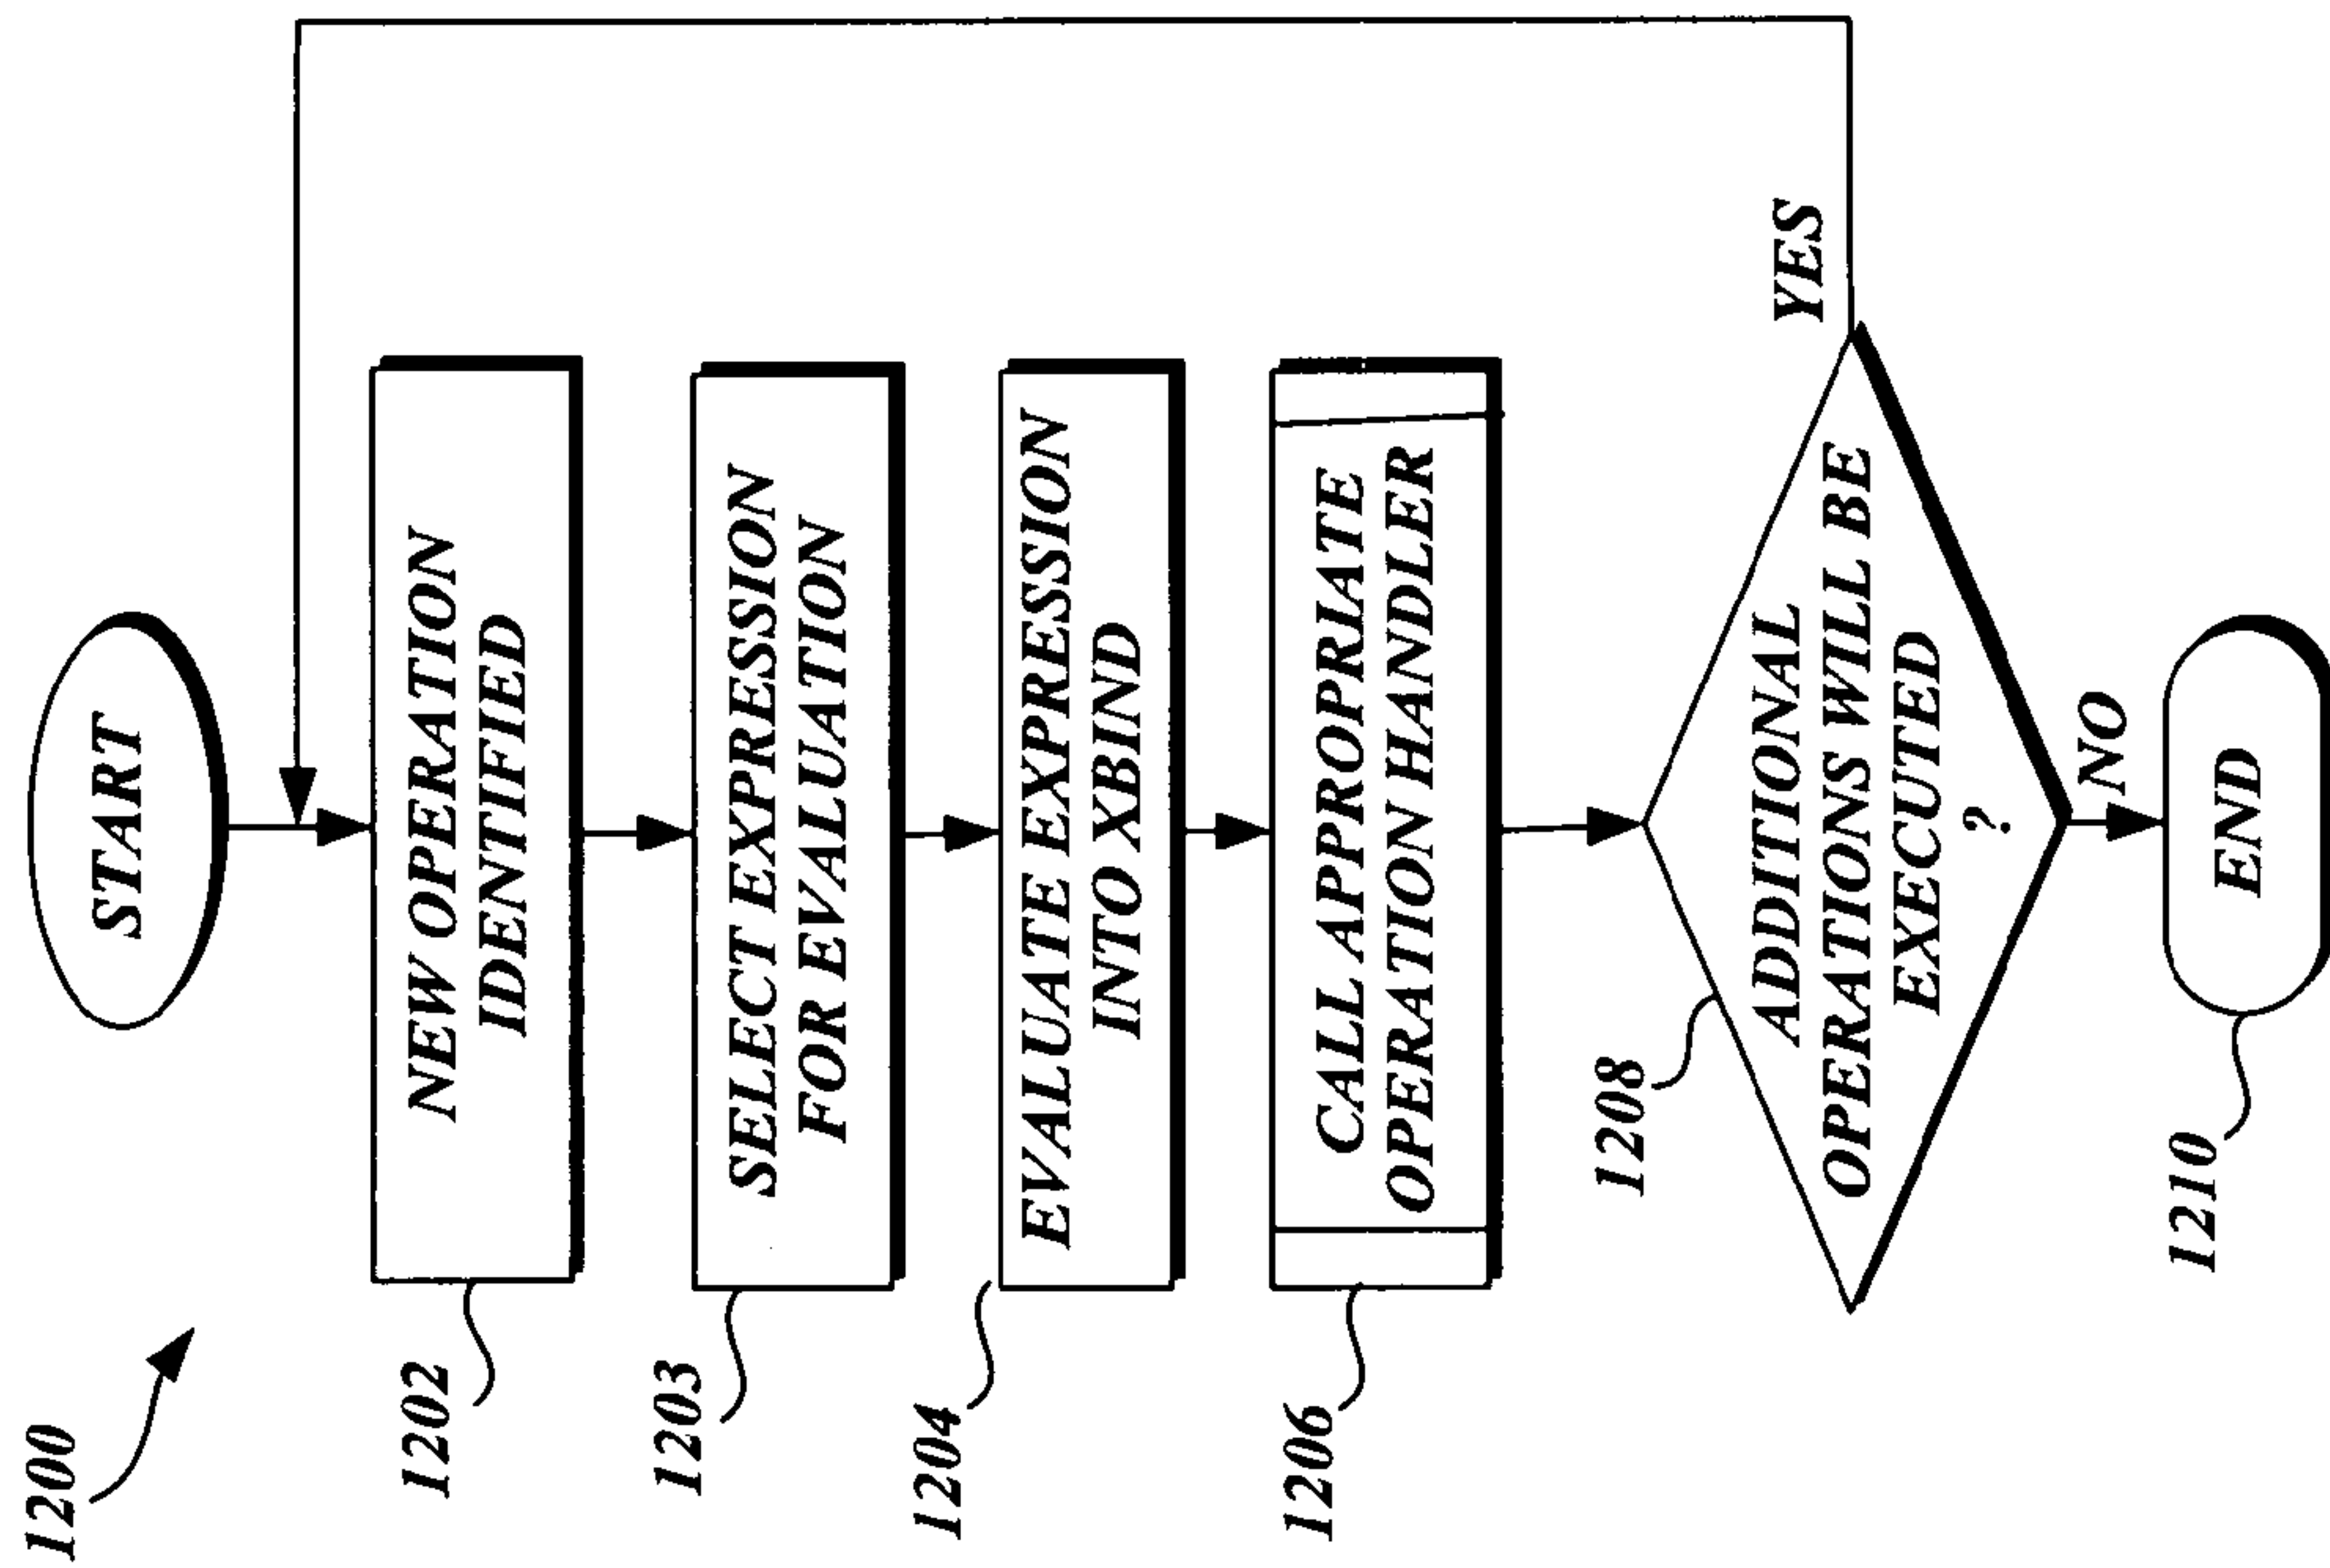 1200
START
1202
NEW OPERATION
IDENTIFIED
1203
SELECT EXPRESSION
FOR EVALUATION
1204
EVALUATE EXPRESSION
INTO XBIND
1206
CALL APPROPRIATE
OPERATION HANDLER
1208
ADDITIONAL
OPERATIONS WILL BE
EXECUTED
?
YES
NO
1210
END